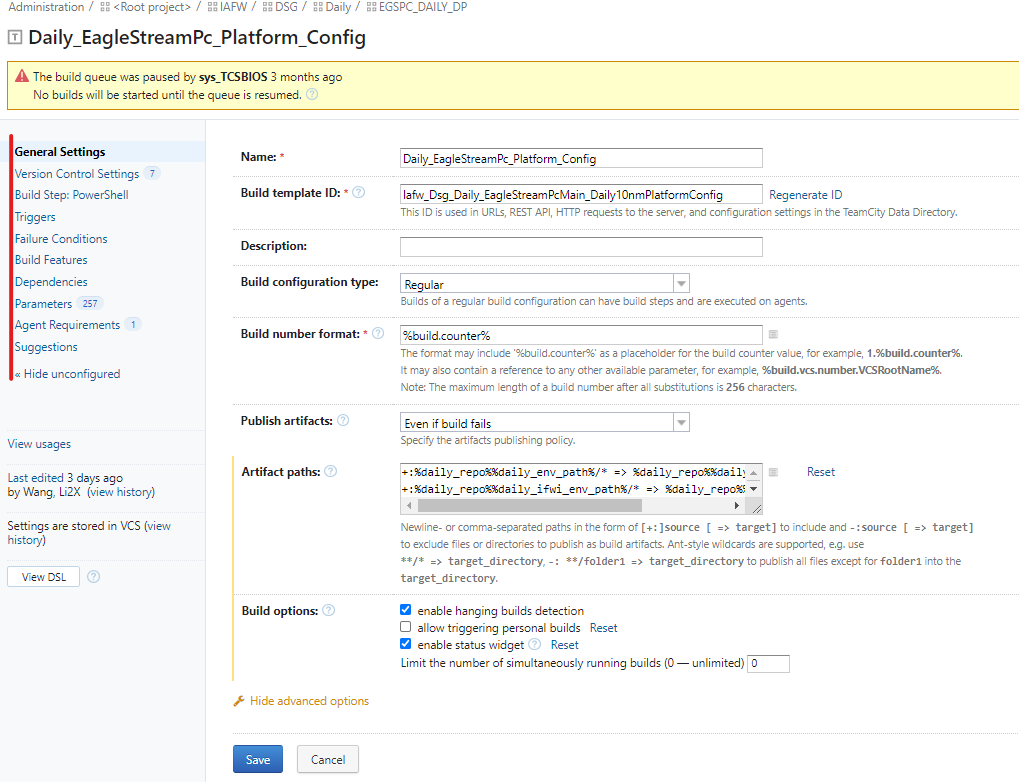 Administration / <Root project> / IAFW / DSG / Daily / EGSPC_DAILY_DP
T Daily_EagleStreamPc_Platform_Config
The build queue was paused by sys_TCSBIOS 3 months ago
No builds will be started until the queue is resumed. ?
General Settings
Version Control Settings 7
Build Step: PowerShell
Triggers
Failure Conditions
Build Features
Dependencies
Parameters 257
Agent Requirements 1
Suggestions
« Hide unconfigured
View usages
Last edited 3 days ago
by Wang, Li2X (view history)
Settings are stored in VCS (view
history)
View DSL ?
Name: * Daily_EagleStreamPc_Platform_Config
Build template ID: * ? Iafw_Dsg_Daily_EagleStreamPcMain_Daily10nmPlatformConfig Regenerate ID
This ID is used in URLs, REST API, HTTP requests to the server, and configuration settings in the TeamCity Data Directory.
Description:
Build configuration type: Regular
Builds of a regular build configuration can have build steps and are executed on agents.
Build number format: * ? %build.counter%
The format may include '%build.counter%' as a placeholder for the build counter value, for example, 1.%build.counter%.
It may also contain a reference to any other available parameter, for example, %build.vcs.number.VCSRootName%.
Note: The maximum length of a build number after all substitutions is 256 characters.
Publish artifacts: ? Even if build fails
Specify the artifacts publishing policy.
Artifact paths: ? +:%daily_repo%%daily_env_path%/* => %daily_repo%%daily Reset
+:%daily_repo%%daily_ifwi_env_path%/* => %daily_repo%
Newline- or comma-separated paths in the form of [+:]source [ => target] to include and -:source [ => target]
to exclude files or directories to publish as build artifacts. Ant-style wildcards are supported, e.g. use
**/* => target_directory, -: **/folder1 => target_directory to publish all files except for folder1 into the
target_directory.
Build options: ? enable hanging builds detection
allow triggering personal builds Reset
enable status widget ? Reset
Limit the number of simultaneously running builds (0 — unlimited) 0
Hide advanced options
Save Cancel